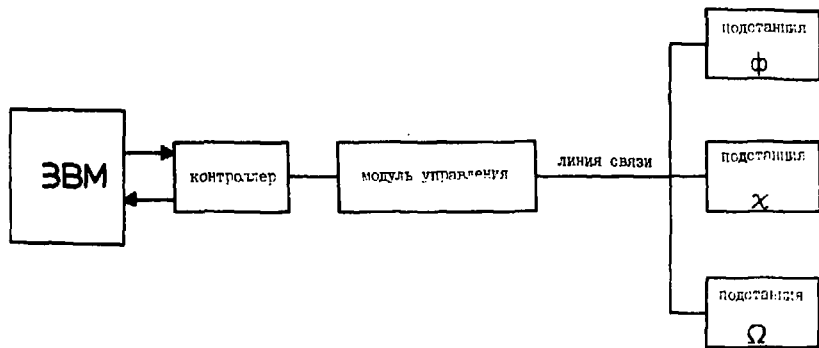 подстанция
ф
ЭВМ
контроллер
модуль управления
линия связи
подстанция
χ
подстанция
Ω